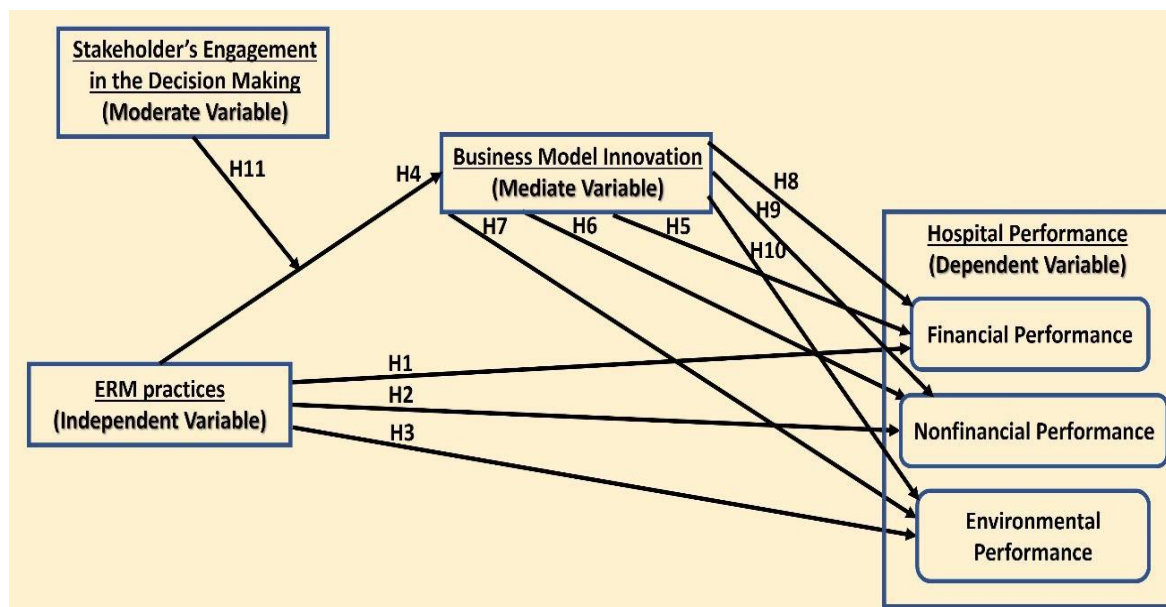 Stakeholder's Engagement
in the Decision Making
(Moderate Variable)
H11
H4
Business Model Innovation
(Mediate Variable)
H8
H9
H7
H6
H5
H10
Hospital Performance
(Dependent Variable)
Financial Performance
ERM practices
(Independent Variable)
H1
H2
H3
Nonfinancial Performance
Environmental
Performance